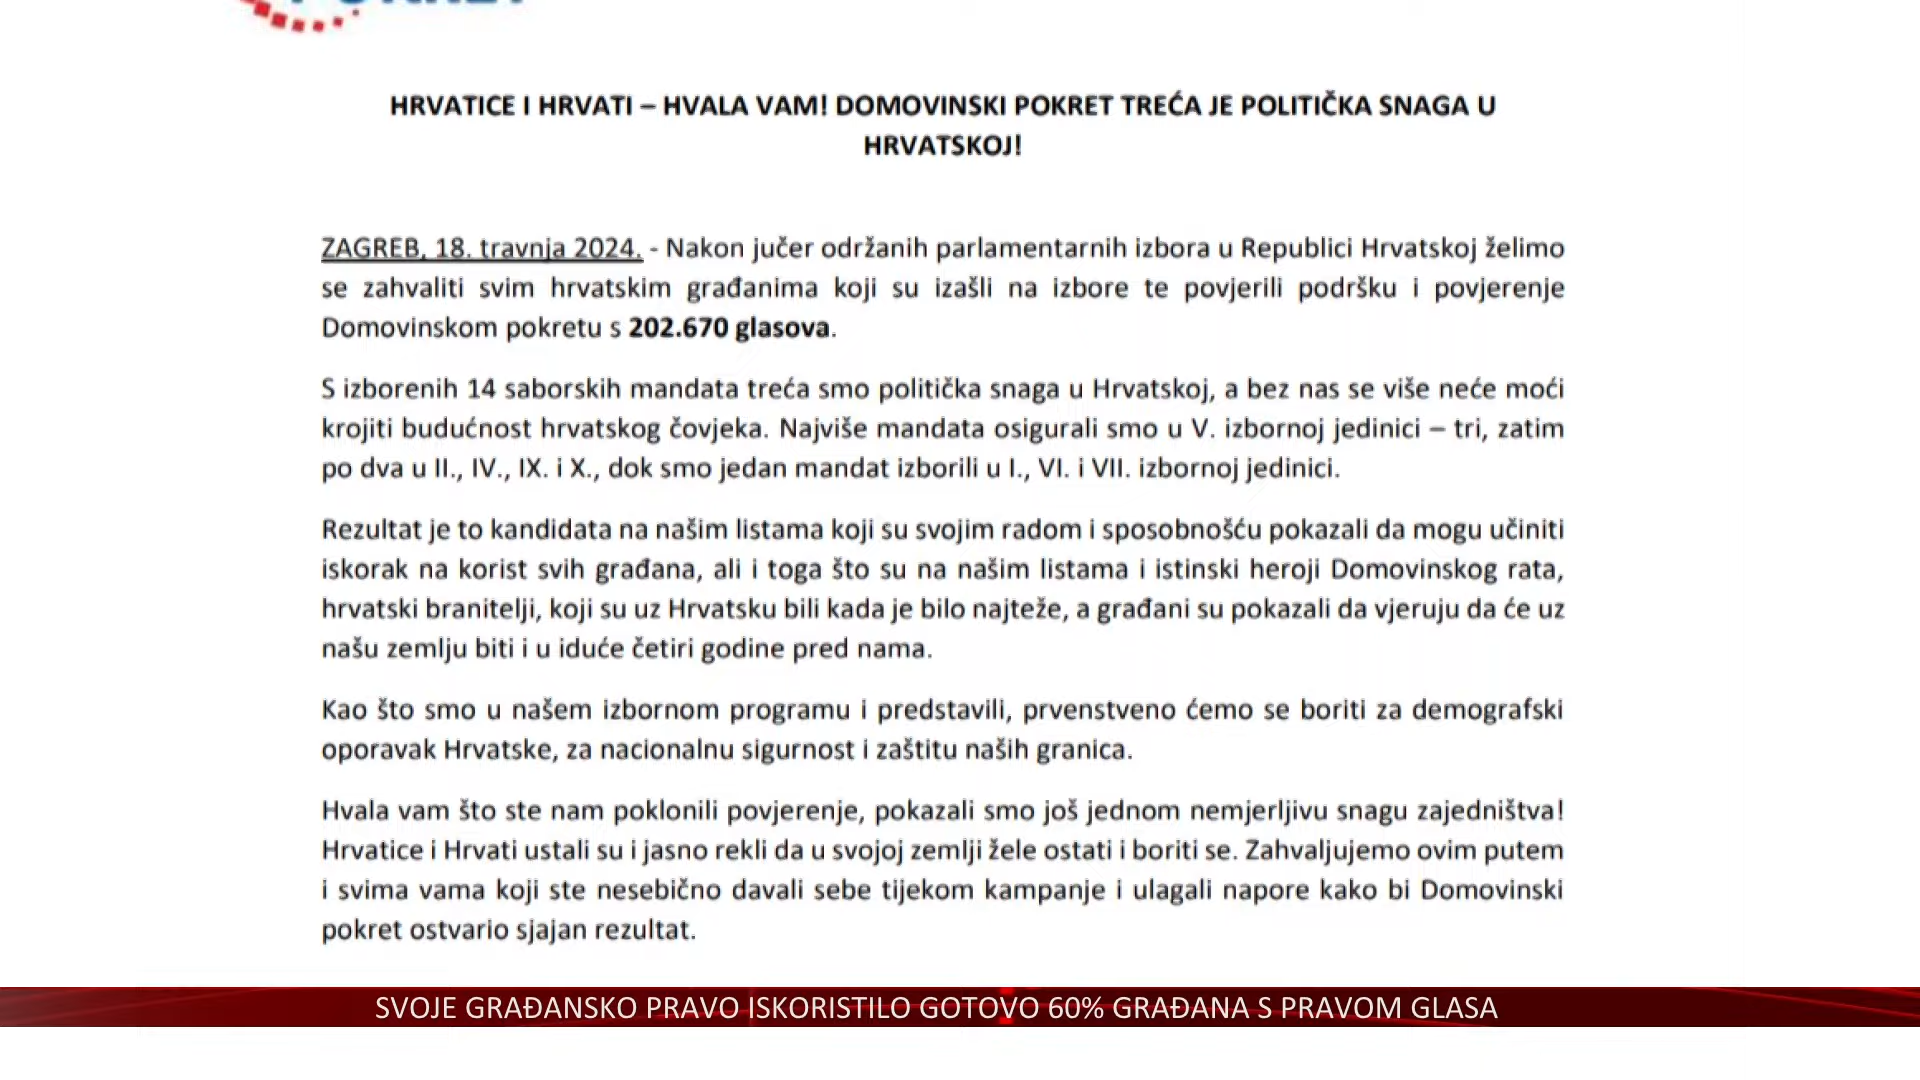 HRVATICE I HRVATI – HVALA VAM! DOMOVINSKI POKRET TREĆA JE POLITIČKA SNAGA U
HRVATSKOJ!
ZAGREB, 18. travnja 2024. - Nakon jučer održanih parlamentarnih izbora u Republici Hrvatskoj želimo
se zahvaliti svim hrvatskim građanima koji su izašli na izbore te povjerili podršku i povjerenje
Domovinskom pokretu s 202.670 glasova.
S izborenih 14 saborskih mandata treća smo politička snaga u Hrvatskoj, a bez nas se više neće moći
krojiti budućnost hrvatskog čovjeka. Najviše mandata osigurali smo u V. izbornoj jedinici – tri, zatim
po dva u II., IV., IX. i X., dok smo jedan mandat izborili u I., VI. i VII. izbornoj jedinici.
Rezultat je to kandidata na našim listama koji su svojim radom i sposobnošću pokazali da mogu učiniti
iskorak na korist svih građana, ali i toga što su na našim listama i istinski heroji Domovinskog rata,
hrvatski branitelji, koji su uz Hrvatsku bili kada je bilo najteže, a građani su pokazali da vjeruju da će uz
našu zemlju biti i u iduće četiri godine pred nama.
Kao što smo u našem izbornom programu i predstavili, prvenstveno ćemo se boriti za demografski
oporavak Hrvatske, za nacionalnu sigurnost i zaštitu naših granica.
Hvala vam što ste nam poklonili povjerenje, pokazali smo još jednom nemjerljivu snagu zajedništva!
Hrvatice i Hrvati ustali su i jasno rekli da u svojoj zemlji žele ostati i boriti se. Zahvaljujemo ovim putem
i svima vama koji ste nesebično davali sebe tijekom kampanje i ulagali napore kako bi Domovinski
pokret ostvario sjajan rezultat.
SVOJE GRAĐANSKO PRAVO ISKORISTILO GOTOVO 60% GRAĐANA S PRAVOM GLASA